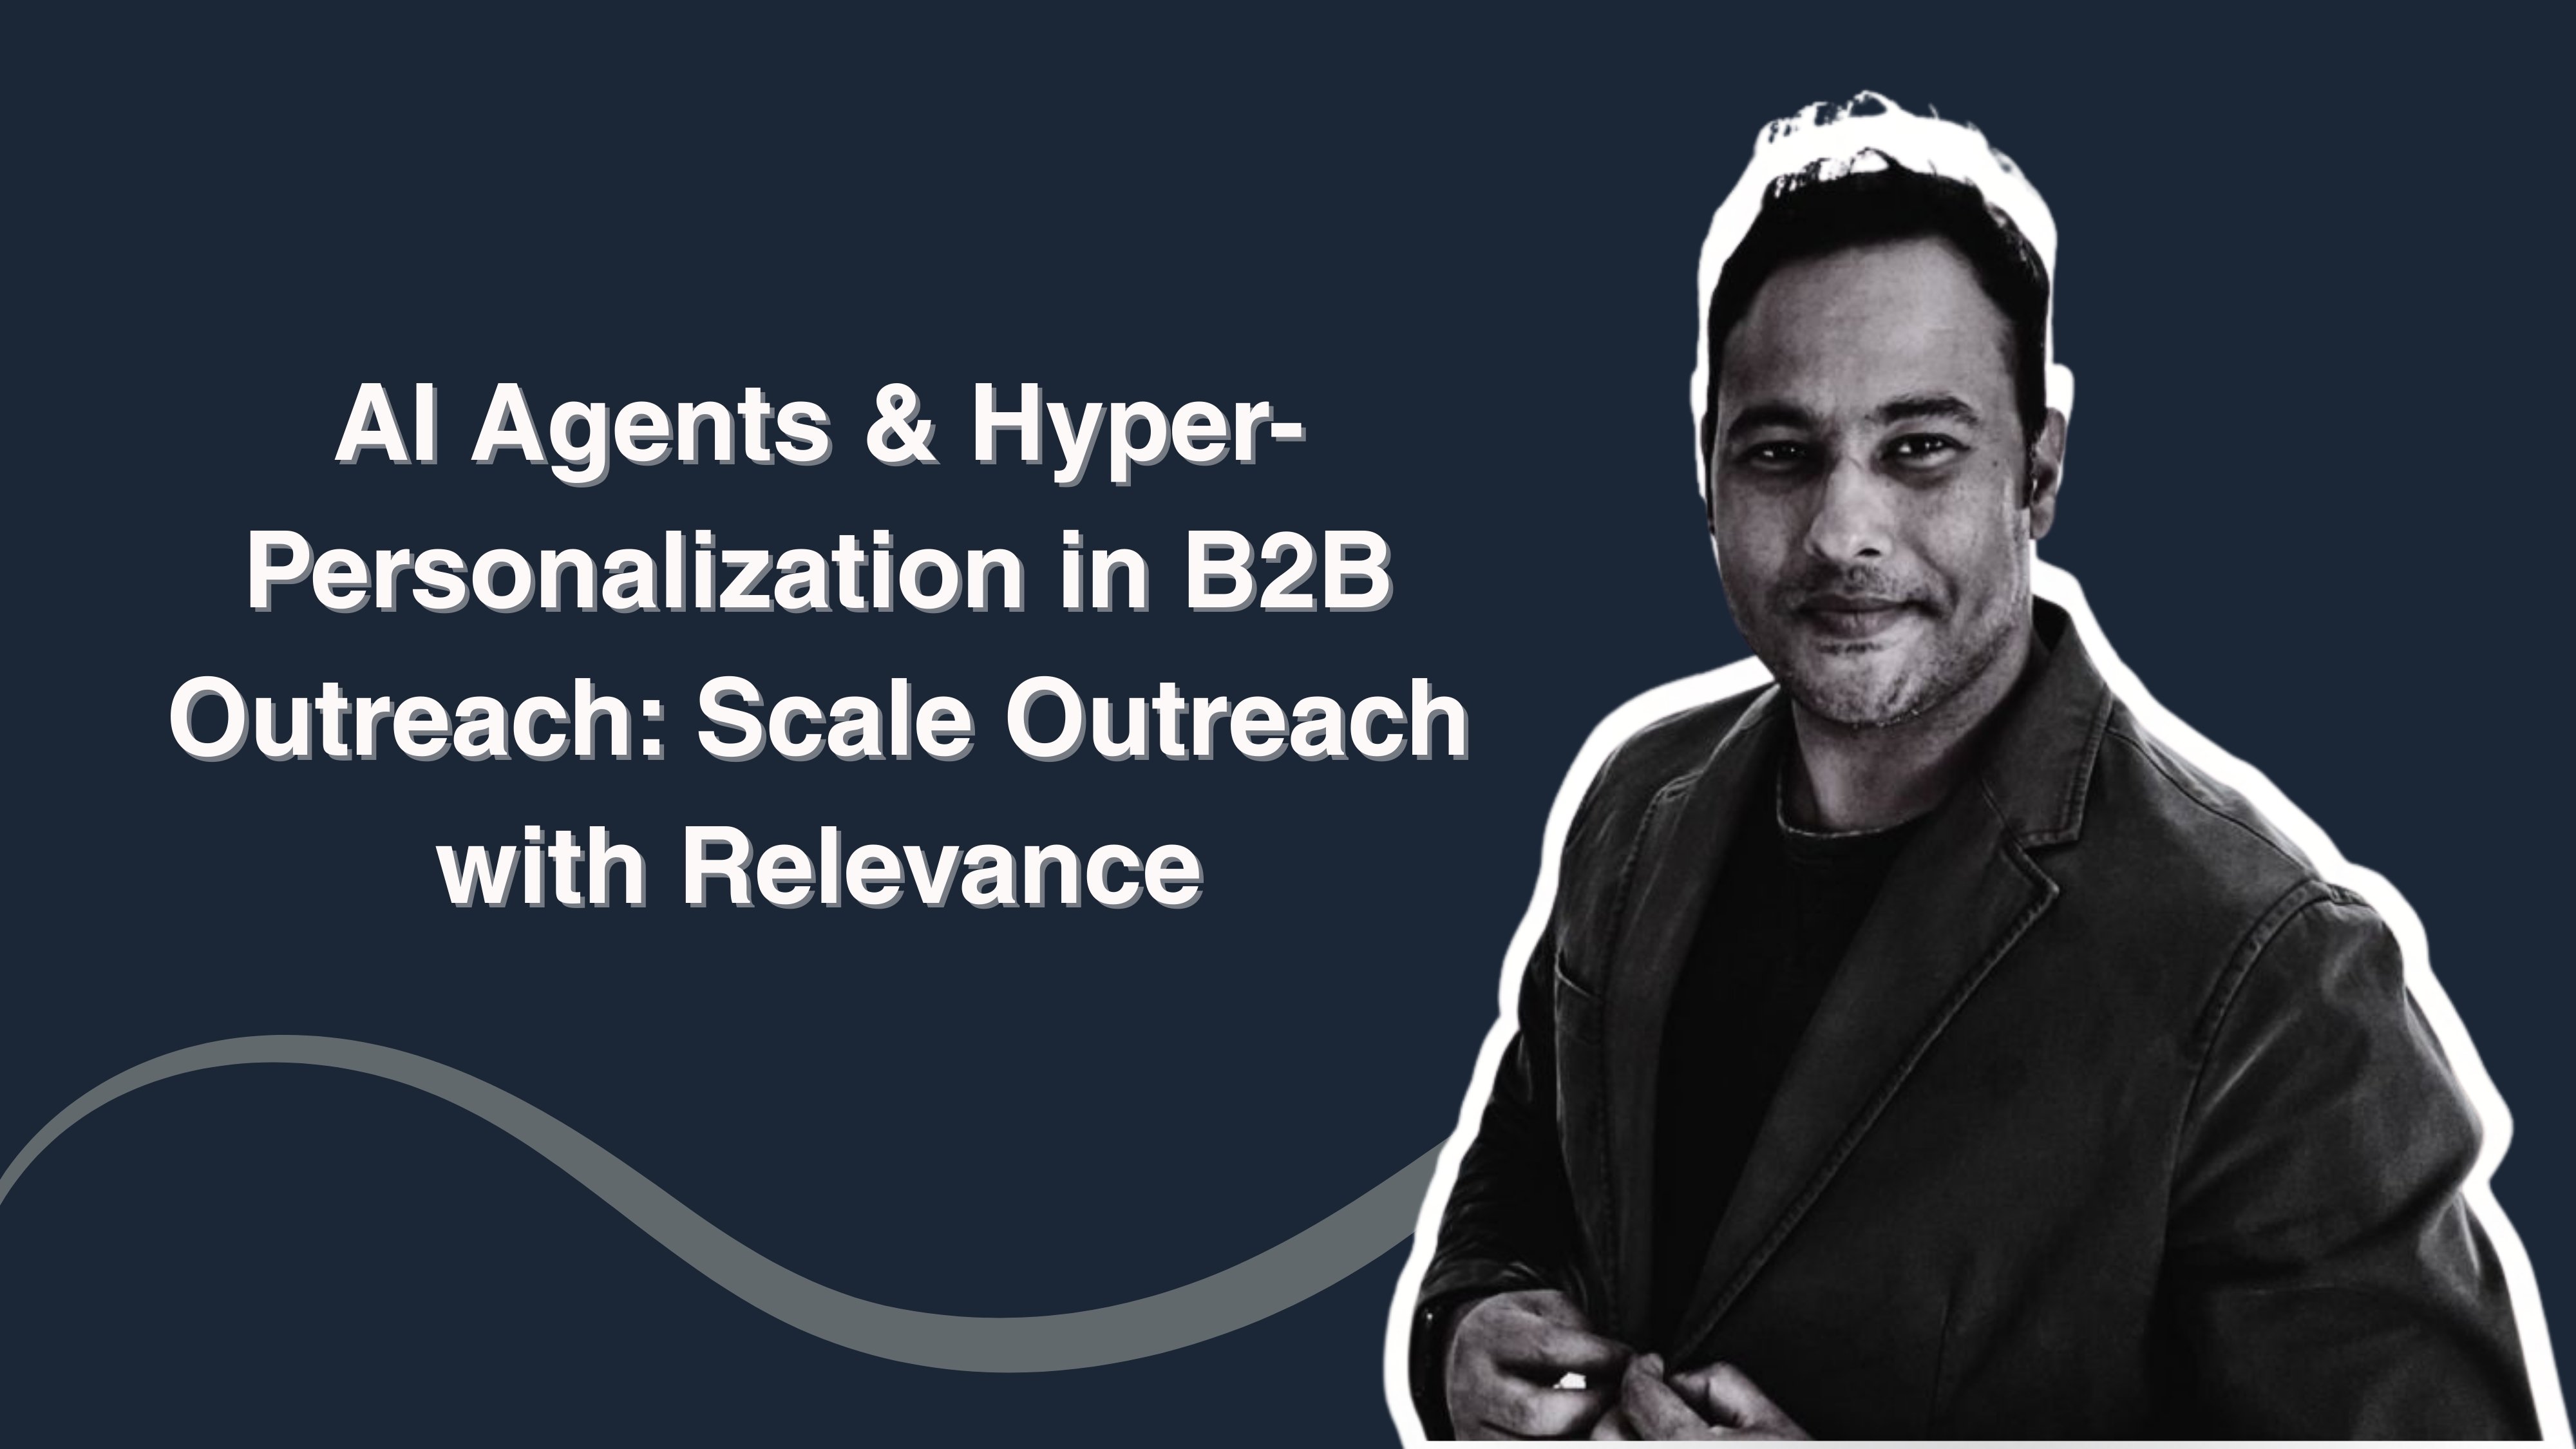 AI Agents & Hyper-
Personalization in B2B
Outreach: Scale Outreach
with Relevance